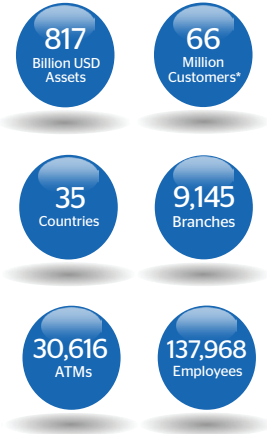 817
Billion USD
Assets
66
Million
Customers*
35
Countries
9,145
Branches
30,616
ATMs
137,968
Employees